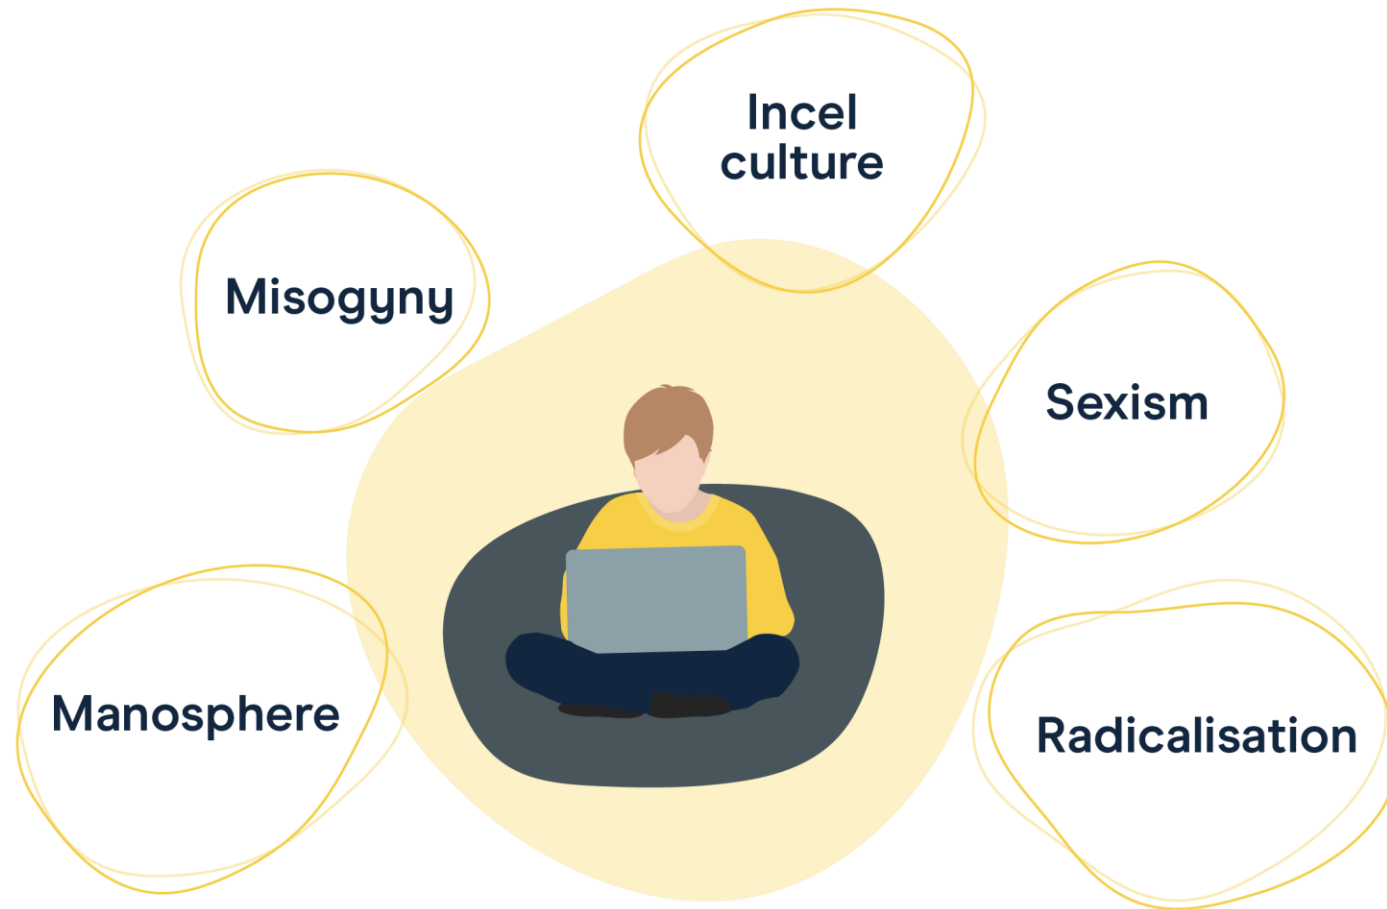 Incel
culture
Misogyny
Sexism
Manosphere
Radicalisation